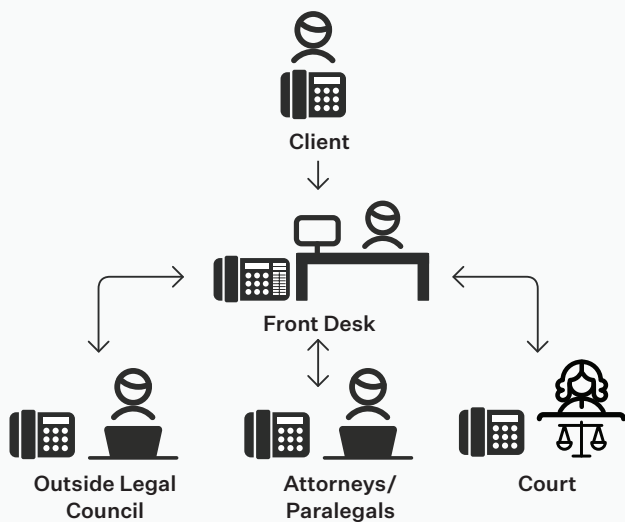 Client
Front Desk
Outside Legal
Council
Attorneys/
Paralegals
Court